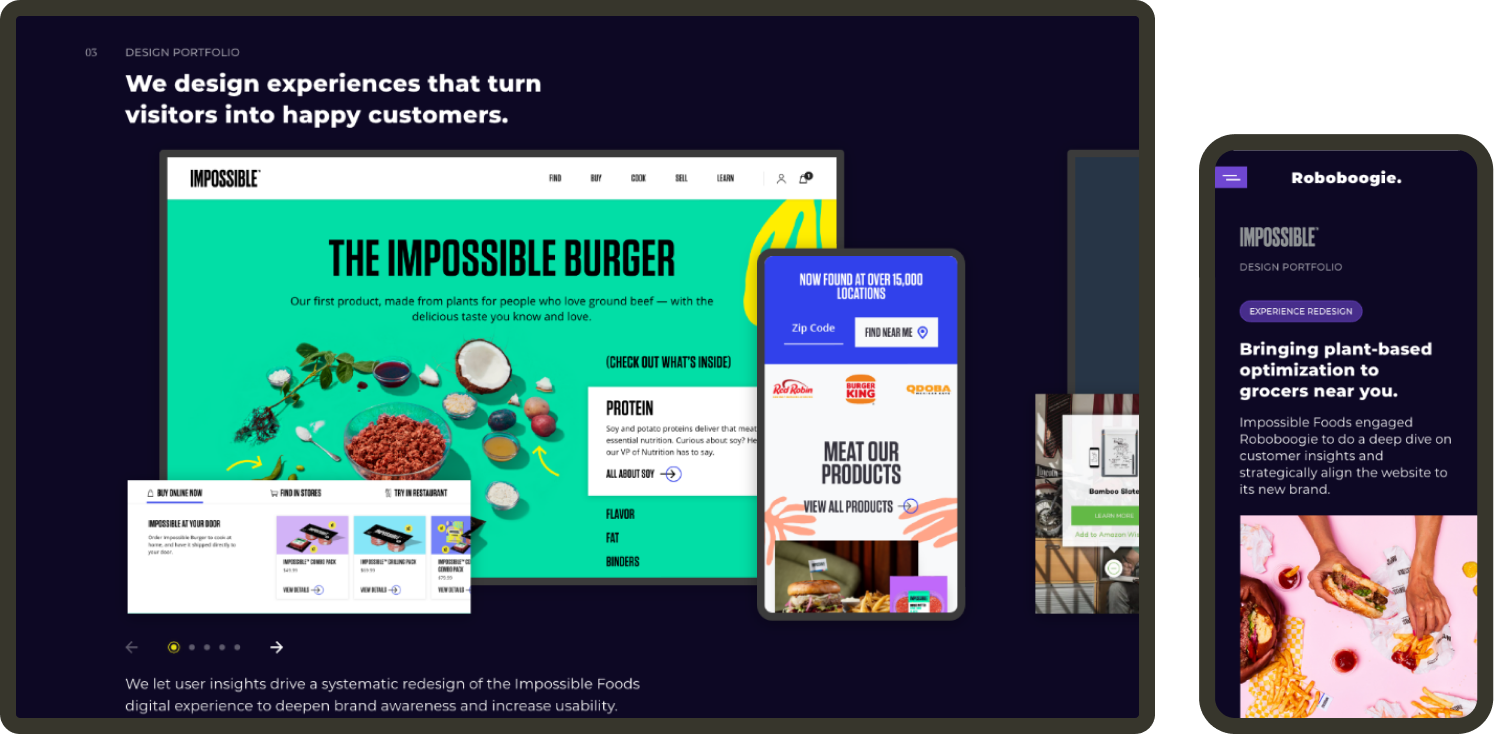 03 DESIGN PORTFOLIO
We design experiences that turn
visitors into happy customers.
IMPOSSIBLE
FIND BUY COOK SELL LEARN
1
THE IMPOSSIBLE BURGER
Our first product, made from plants for people who love ground beef — with the
delicious taste you know and love.
(CHECK OUT WHAT'S INSIDE)
PROTEIN
Soy and potato proteins deliver that meat
essential nutrition. Curious about soy? He
our VP of Nutrition has to say.
ALL ABOUT SOY
FLAVOR
FAT
BINDERS
BUY ONLINE NOW FIND IN STORES TRY IN RESTAURANT
IMPOSSIBLE AT YOUR DOOR
Order Impossible Burger to cook at
home, and have it shipped directly to
your door.
IMPOSSIBLE™ COMBO PACK
$49.99
VIEW DETAILS
IMPOSSIBLE™ GRILLING PACK
$69.99
VIEW DETAILS
COMBO PACK
$79.99
VIEW DETAILS
NOW FOUND AT OVER 15,000
LOCATIONS
Zip Code FIND NEAR ME
Red Robin
BURGER
KING
QDOBA
MEXICAN EATS
MEAT OUR
PRODUCTS
VIEW ALL PRODUCTS
IMPOSSIBLE
Bamboo Slate
LEARN MORE
Add to Amazon Wi
We let user insights drive a systematic redesign of the Impossible Foods
digital experience to deepen brand awareness and increase usability.
Roboboogie.
IMPOSSIBLE
DESIGN PORTFOLIO
EXPERIENCE REDESIGN
Bringing plant-based
optimization to
grocers near you.
Impossible Foods engaged
Roboboogie to do a deep dive on
customer insights and
strategically align the website to
its new brand.